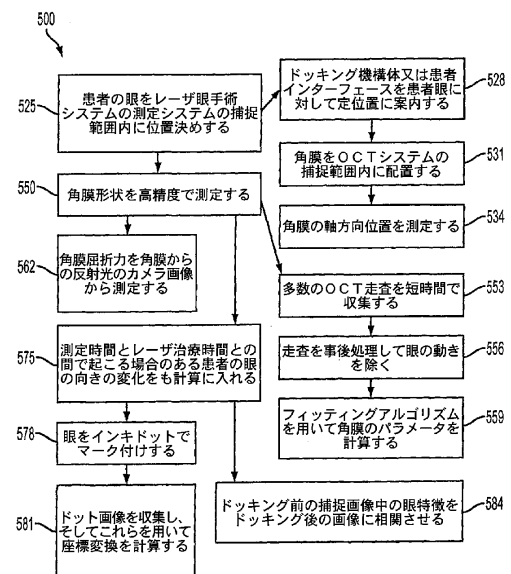 500
525
患者の眼をレーザ眼手術
システムの測定システムの捕捉
範囲内に位置決めする
ドッキング機構体又は患者
インターフェースを患者眼に
対して定位置に案内する
528
角膜をOCTシステムの
捕捉範囲内に配置する
531
550
角膜形状を高精度で測定する
角膜の軸方向位置を測定する
534
562
角膜屈折力を角膜から
の反射光のカメラ画像
から測定する
多数のOCT走査を短時間で
収集する
553
575
測定時間とレーザ治療時間との
間で起こる場合のある患者の眼
の向きの変化をも計算に入れる
走査を事後処理して眼の動き
を除く
556
フィッティングアルゴリズム
を用いて角膜のパラメータを
計算する
559
578
眼をインキドットで
マーク付けする
581
ドット画像を収集し、
そしてこれらを用いて
座標変換を計算する
ドッキング前の捕捉画像中の眼特徴を
ドッキング後の画像に相関させる
584